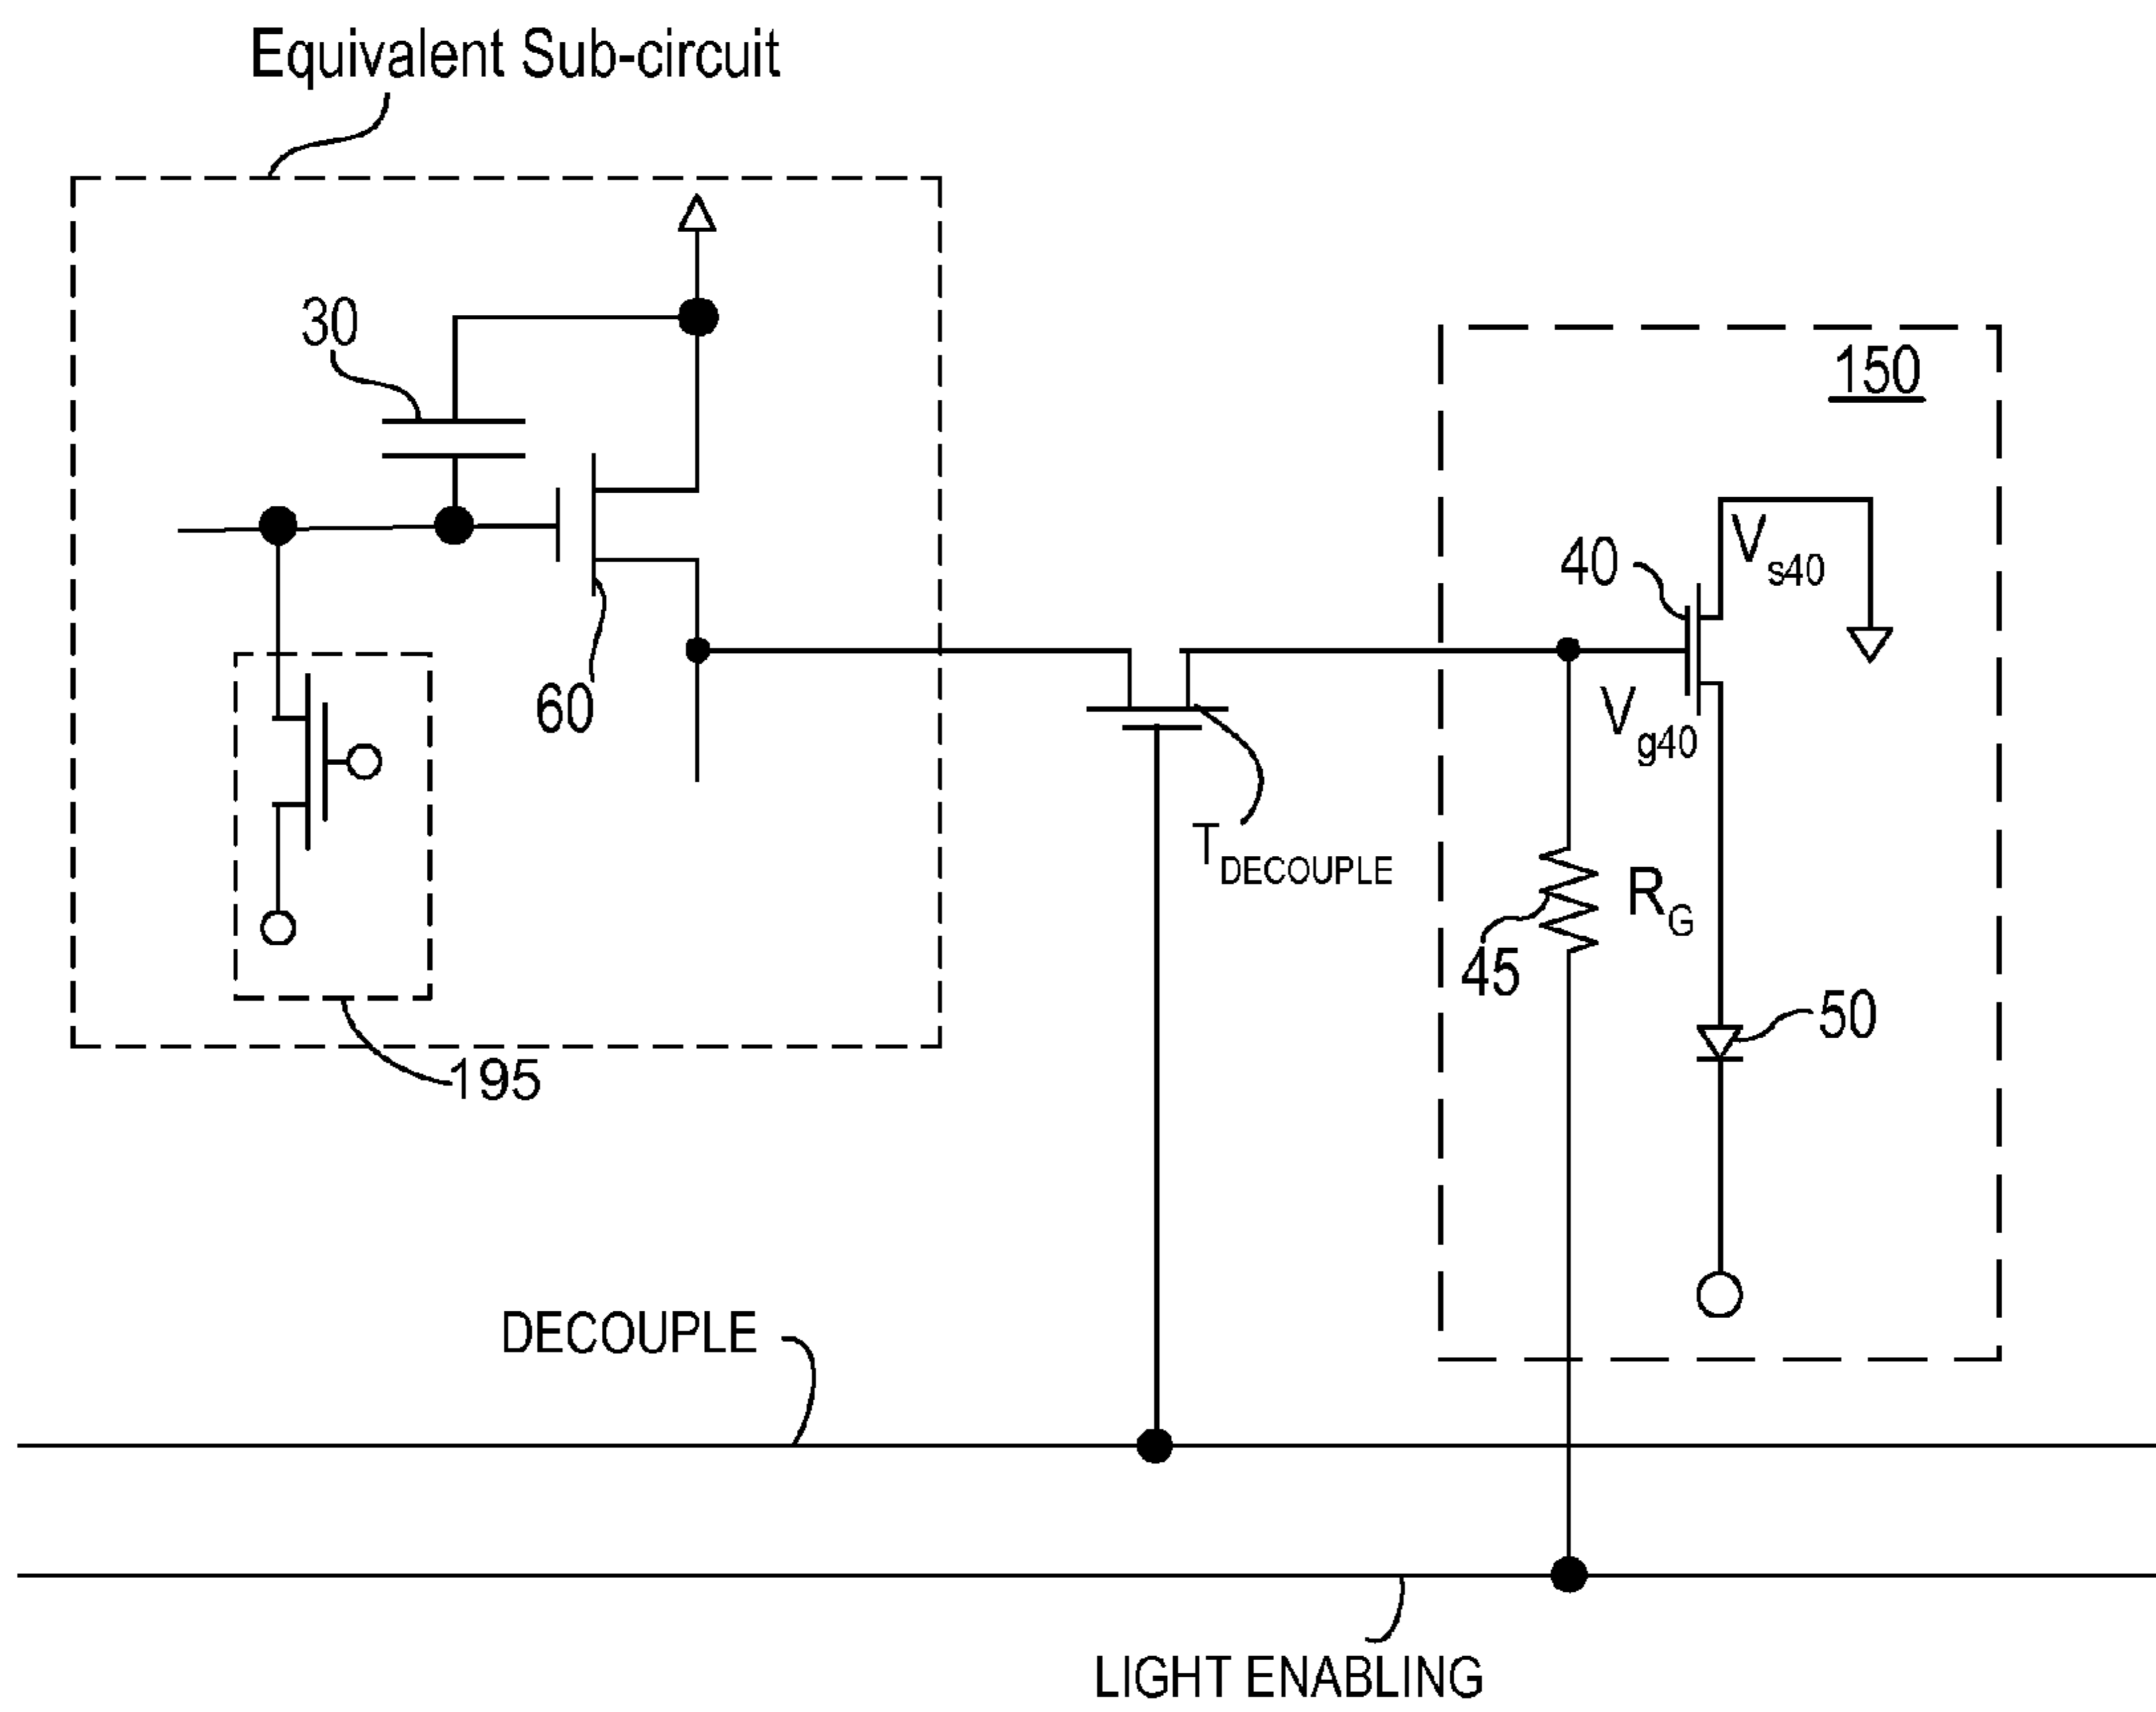 Equivalent Sub-circuit
30
150
40
Vs40
60
Vg40
TDECOUPLE
RG
45
50
195
DECOUPLE
LIGHT ENABLING